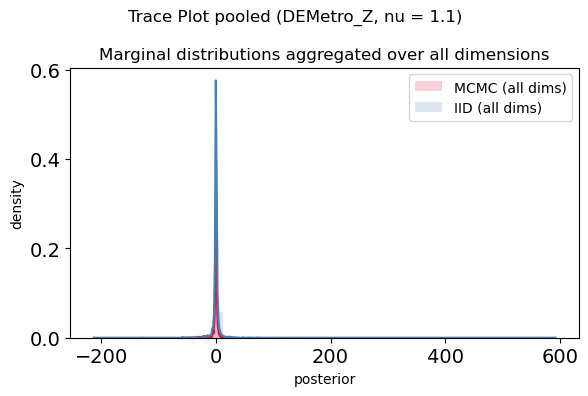 Trace Plot pooled (DEMetro_Z, nu = 1.1)
Marginal distributions aggregated over all dimensions
MCMC (all dims)
IID (all dims)
density
0.6
0.4
0.2
0.0
−200
0
200
400
600
posterior